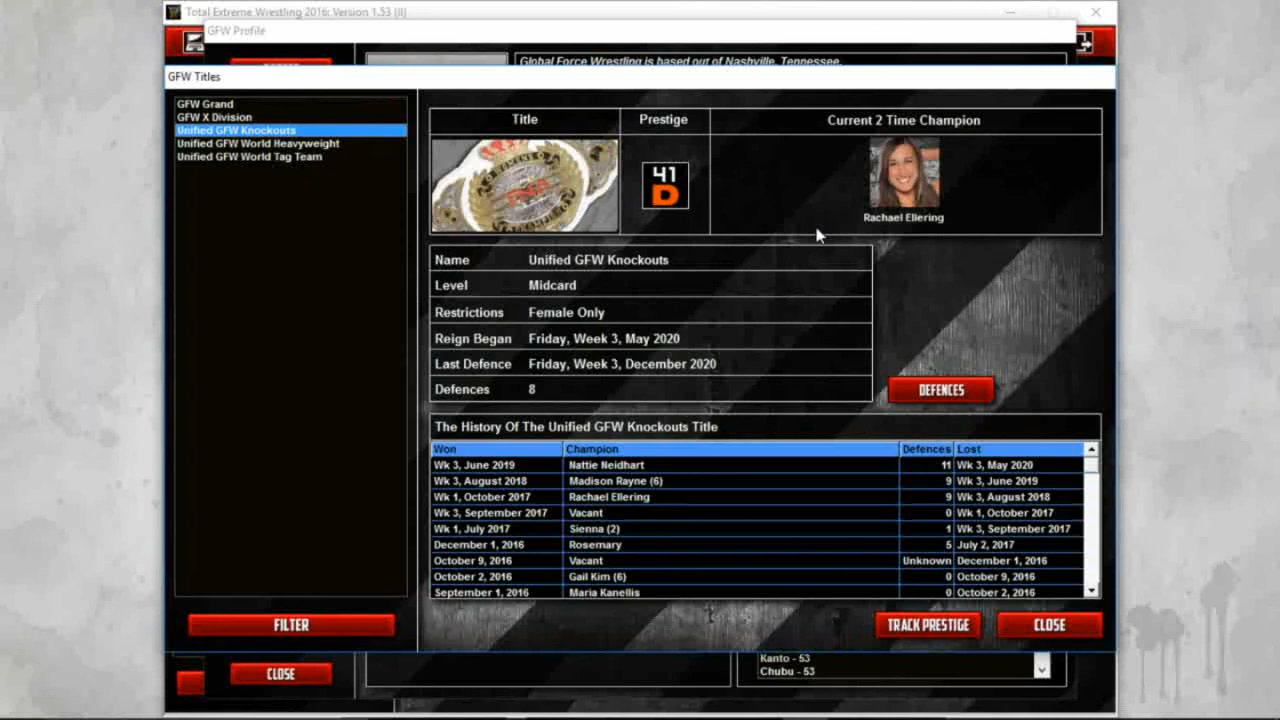 Total Extreme Wrestling 2016: Version 1.53 (II)
GFW Profile
Global Force Wrestling is based out of Nashville, Tennessee.
GFW Titles
GFW Grand
GFW X Division
Unified GFW Knockouts
Unified GFW World Heavyweight
Unified GFW World Tag Team
Title Prestige Current 2 Time Champion
41
D
Rachael Ellering
Name Unified GFW Knockouts
Level Midcard
Restrictions Female Only
Reign Began Friday, Week 3, May 2020
Last Defence Friday, Week 3, December 2020
Defences 8
DEFENCES
The History Of The Unified GFW Knockouts Title
Won Champion Defences Lost
Wk 3, June 2019 Nattie Neidhart 11 Wk 3, May 2020
Wk 3, August 2018 Madison Rayne (6) 9 Wk 3, June 2019
Wk 1, October 2017 Rachael Ellering 9 Wk 3, August 2018
Wk 3, September 2017 Vacant 0 Wk 1, October 2017
Wk 1, July 2017 Sienna (2) 1 Wk 3, September 2017
December 1, 2016 Rosemary 5 July 2, 2017
October 9, 2016 Vacant Unknown December 1, 2016
October 2, 2016 Gail Kim (6) 0 October 9, 2016
September 1, 2016 Maria Kanellis 0 October 2, 2016
FILTER
TRACK PRESTIGE
CLOSE
CLOSE
Kanto - 53
Chubu - 53